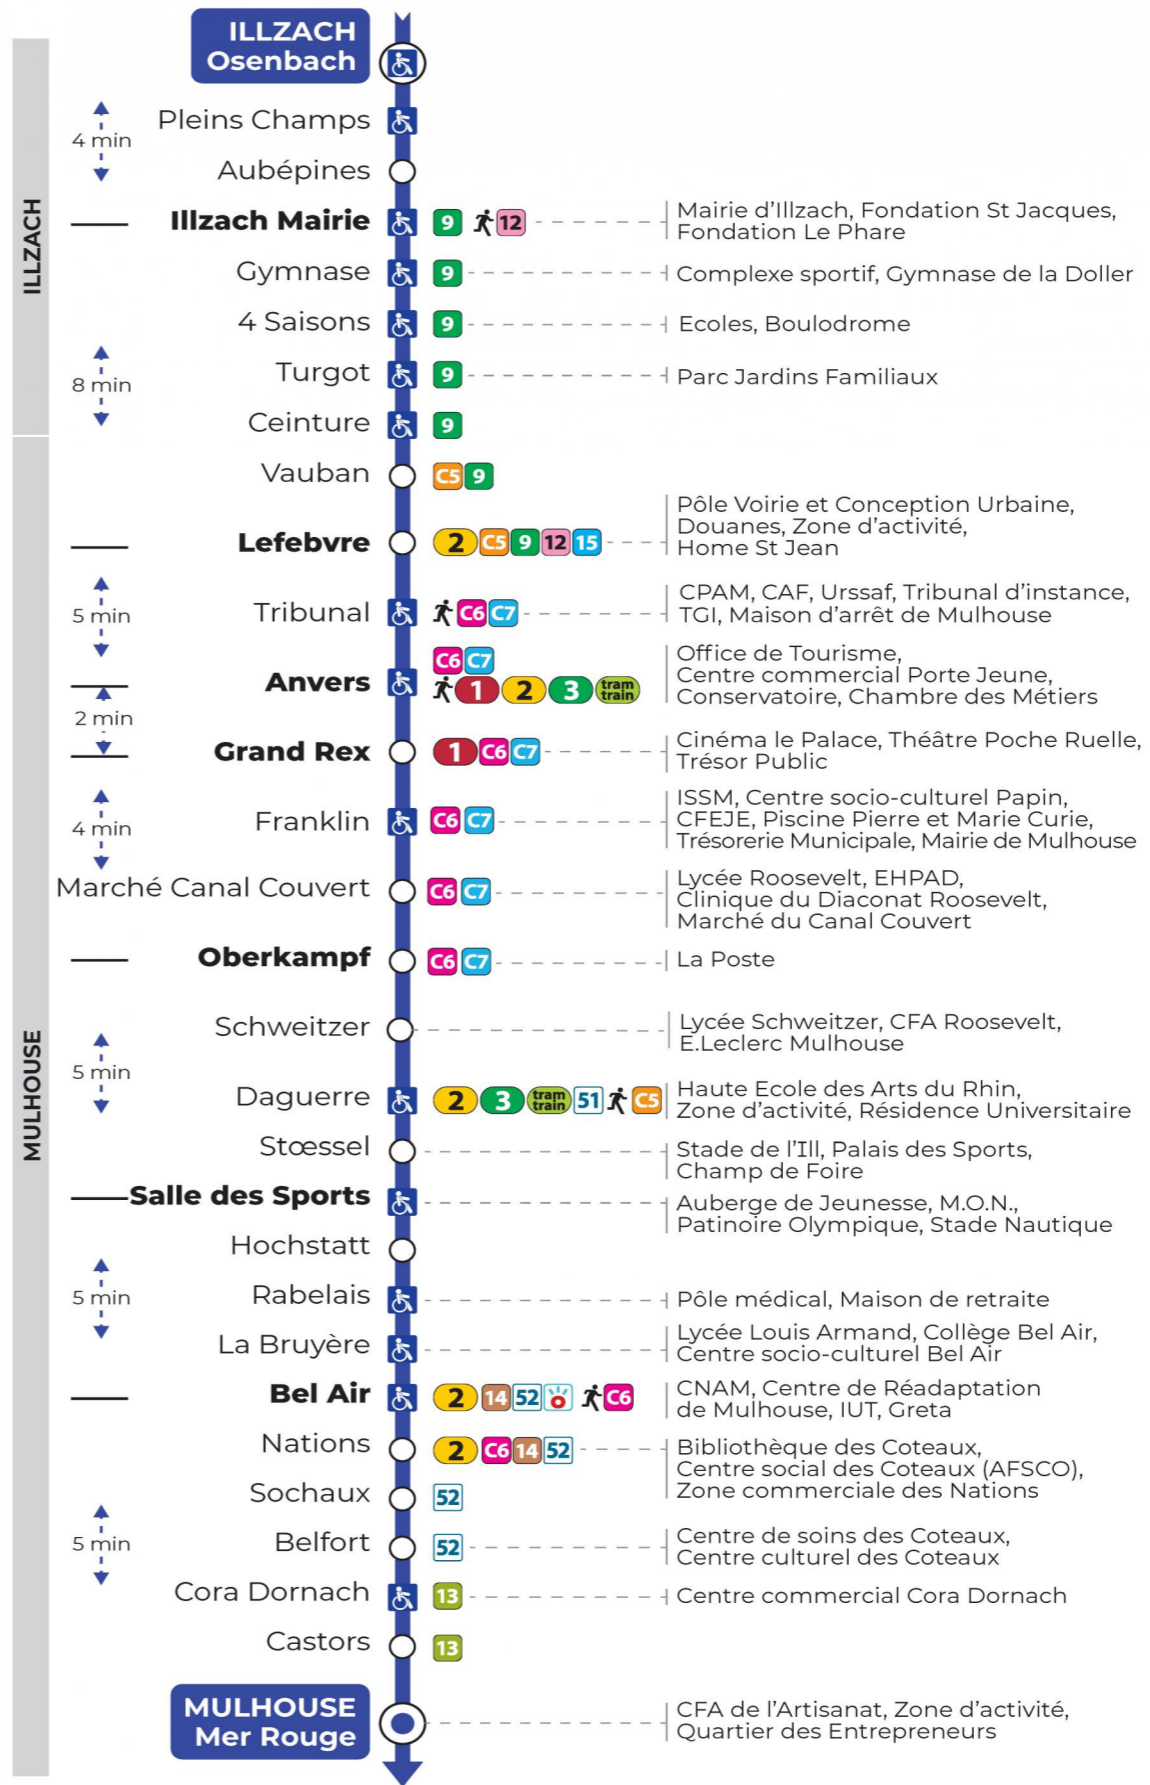 ILLZACH
Osenbach
ILLZACH
Pleins Champs
4 min
Aubépines
Illzach Mairie 9 12 Mairie d'Illzach, Fondation St Jacques,
Fondation Le Phare
Gymnase 9 Complexe sportif, Gymnase de la Doller
4 Saisons 9 Ecoles, Boulodrome
Turgot 9 Parc Jardins Familiaux
8 min
Ceinture 9
MULHOUSE
Vauban C5 9
Lefebvre 2 C5 9 12 15 Pôle Voirie et Conception Urbaine,
Douanes, Zone d'activité,
Home St Jean
5 min
Tribunal C6 C7 CPAM, CAF, Urssaf, Tribunal d'instance,
TGI, Maison d'arrêt de Mulhouse
C6 C7
Anvers 1 2 3 tram
train
Office de Tourisme,
Centre commercial Porte Jeune,
Conservatoire, Chambre des Métiers
2 min
Grand Rex 1 C6 C7 Cinéma le Palace, Théâtre Poche Ruelle,
Trésor Public
4 min
Franklin C6 C7 ISSM, Centre socio-culturel Papin,
CFEJE, Piscine Pierre et Marie Curie,
Trésorerie Municipale, Mairie de Mulhouse
Marché Canal Couvert C6 C7 Lycée Roosevelt, EHPAD,
Clinique du Diaconat Roosevelt,
Marché du Canal Couvert
Oberkampf C6 C7 La Poste
Schweitzer Lycée Schweitzer, CFA Roosevelt,
E.Leclerc Mulhouse
5 min
Daguerre 2 3 tram
train 51 C5 Haute Ecole des Arts du Rhin,
Zone d'activité, Résidence Universitaire
Stœssel Stade de l'Ill, Palais des Sports,
Champ de Foire
Salle des Sports Auberge de Jeunesse, M.O.N.,
Patinoire Olympique, Stade Nautique
Hochstatt
5 min
Rabelais Pôle médical, Maison de retraite
La Bruyère Lycée Louis Armand, Collège Bel Air,
Centre socio-culturel Bel Air
Bel Air 2 14 52 C6 CNAM, Centre de Réadaptation
de Mulhouse, IUT, Greta
Nations 2 C6 14 52 Bibliothèque des Coteaux,
Centre social des Coteaux (AFSCO),
Zone commerciale des Nations
Sochaux 52
5 min
Belfort 52 Centre de soins des Coteaux,
Centre culturel des Coteaux
Cora Dornach 13 Centre commercial Cora Dornach
Castors 13
MULHOUSE
Mer Rouge
CFA de l'Artisanat, Zone d'activité,
Quartier des Entrepreneurs